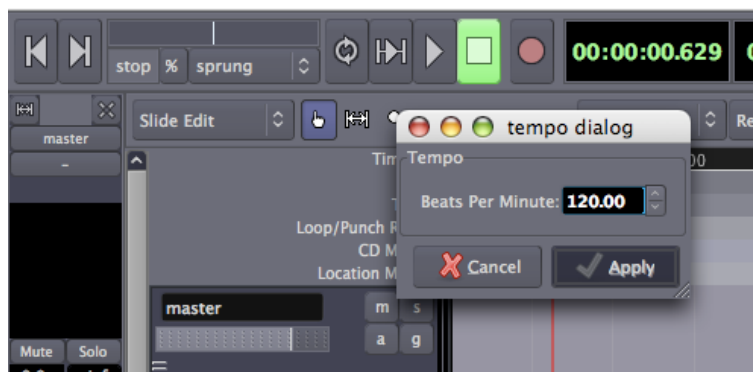 stop % sprung
00:00:00.629
Slide Edit
Re
tempo dialog
master
-
Tempo
Beats Per Minute: 120.00
Loop/Punch
CD M
Location M
Cancel Apply
master m s
a g
Mute Solo